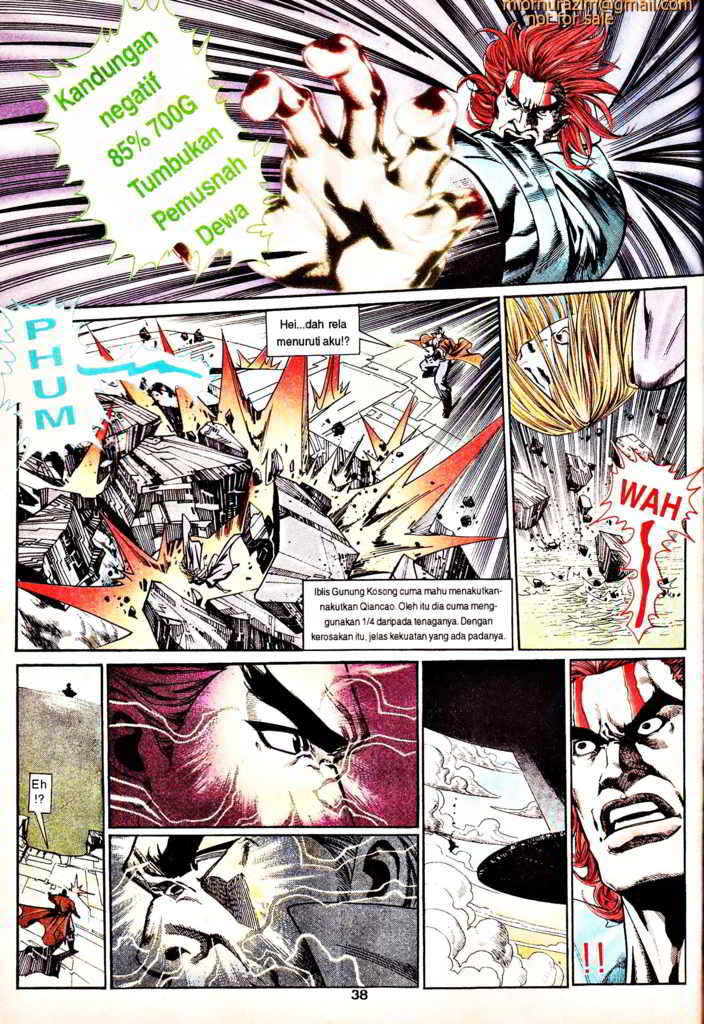 miornurazim@gmail.com
not for sale
Kandungan
negatif
85% 700G
Tumbukan
Pemusnah
Dewa
PHUM
Hei...dah rela
menuruti aku!?
WAH
Iblis Gunung Kosong cuma mahu menakutkan-
nakutkan Qiancao. Oleh itu dia cuma meng-
gunakan 1/4 daripada tenaganya. Dengan
kerosakan itu, jelas kekuatan yang ada padanya.
Eh
!?
!!
38